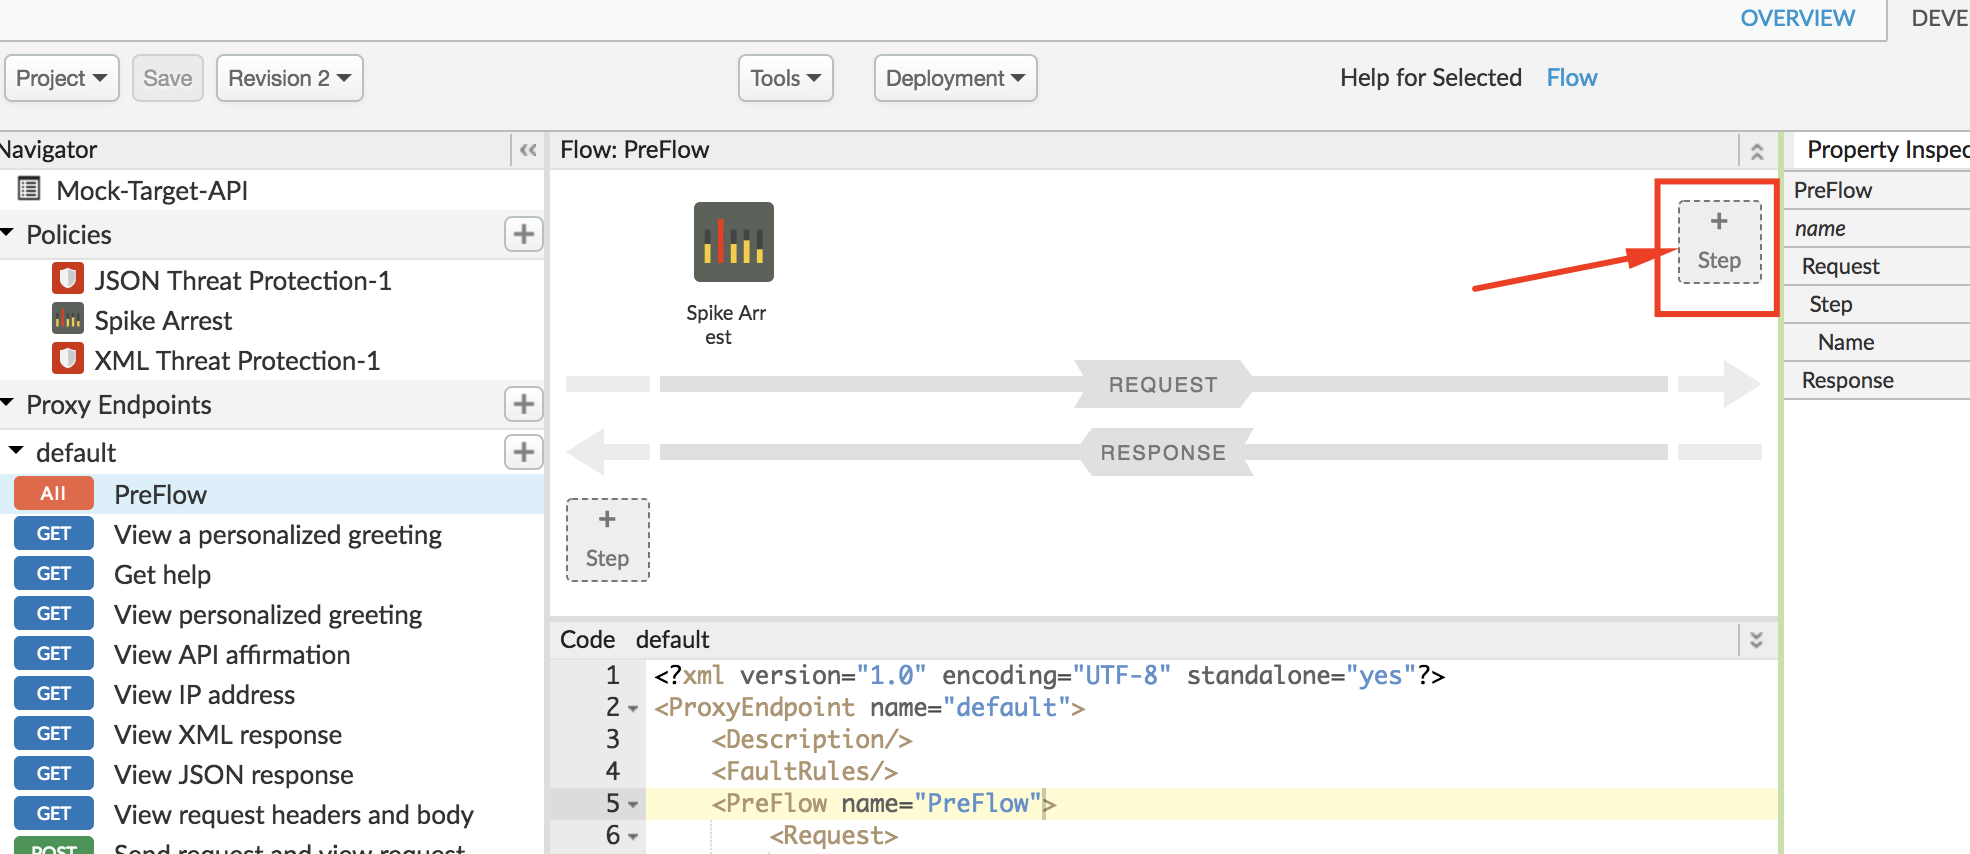 OVERVIEW
DEVE
Project
Save
Revision 2
Tools
Deployment
Help for Selected Flow
Navigator
Mock-Target-API
Policies
JSON Threat Protection-1
Spike Arrest
XML Threat Protection-1
Proxy Endpoints
default
All PreFlow
GET View a personalized greeting
GET Get help
GET View personalized greeting
GET View API affirmation
GET View IP address
GET View XML response
GET View JSON response
GET View request headers and body
POST Send request and view request
Flow: PreFlow
Spike Arr
est
+
Step
REQUEST
RESPONSE
+
Step
Code default
1 <?xml version="1.0" encoding="UTF-8" standalone="yes"?>
2 <ProxyEndpoint name="default">
3 <Description/>
4 <FaultRules/>
5 <PreFlow name="PreFlow">
6 <Request>
Property Inspec
PreFlow
name
Request
Step
Name
Response